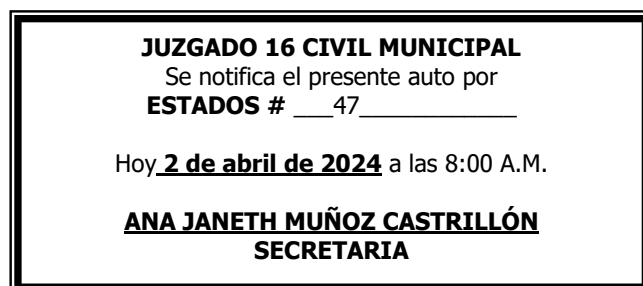 JUZGADO 16 CIVIL MUNICIPAL
Se notifica el presente auto por
ESTADOS # ___47____________
Hoy 2 de abril de 2024 a las 8:00 A.M.
ANA JANETH MUÑOZ CASTRILLÓN
SECRETARIA